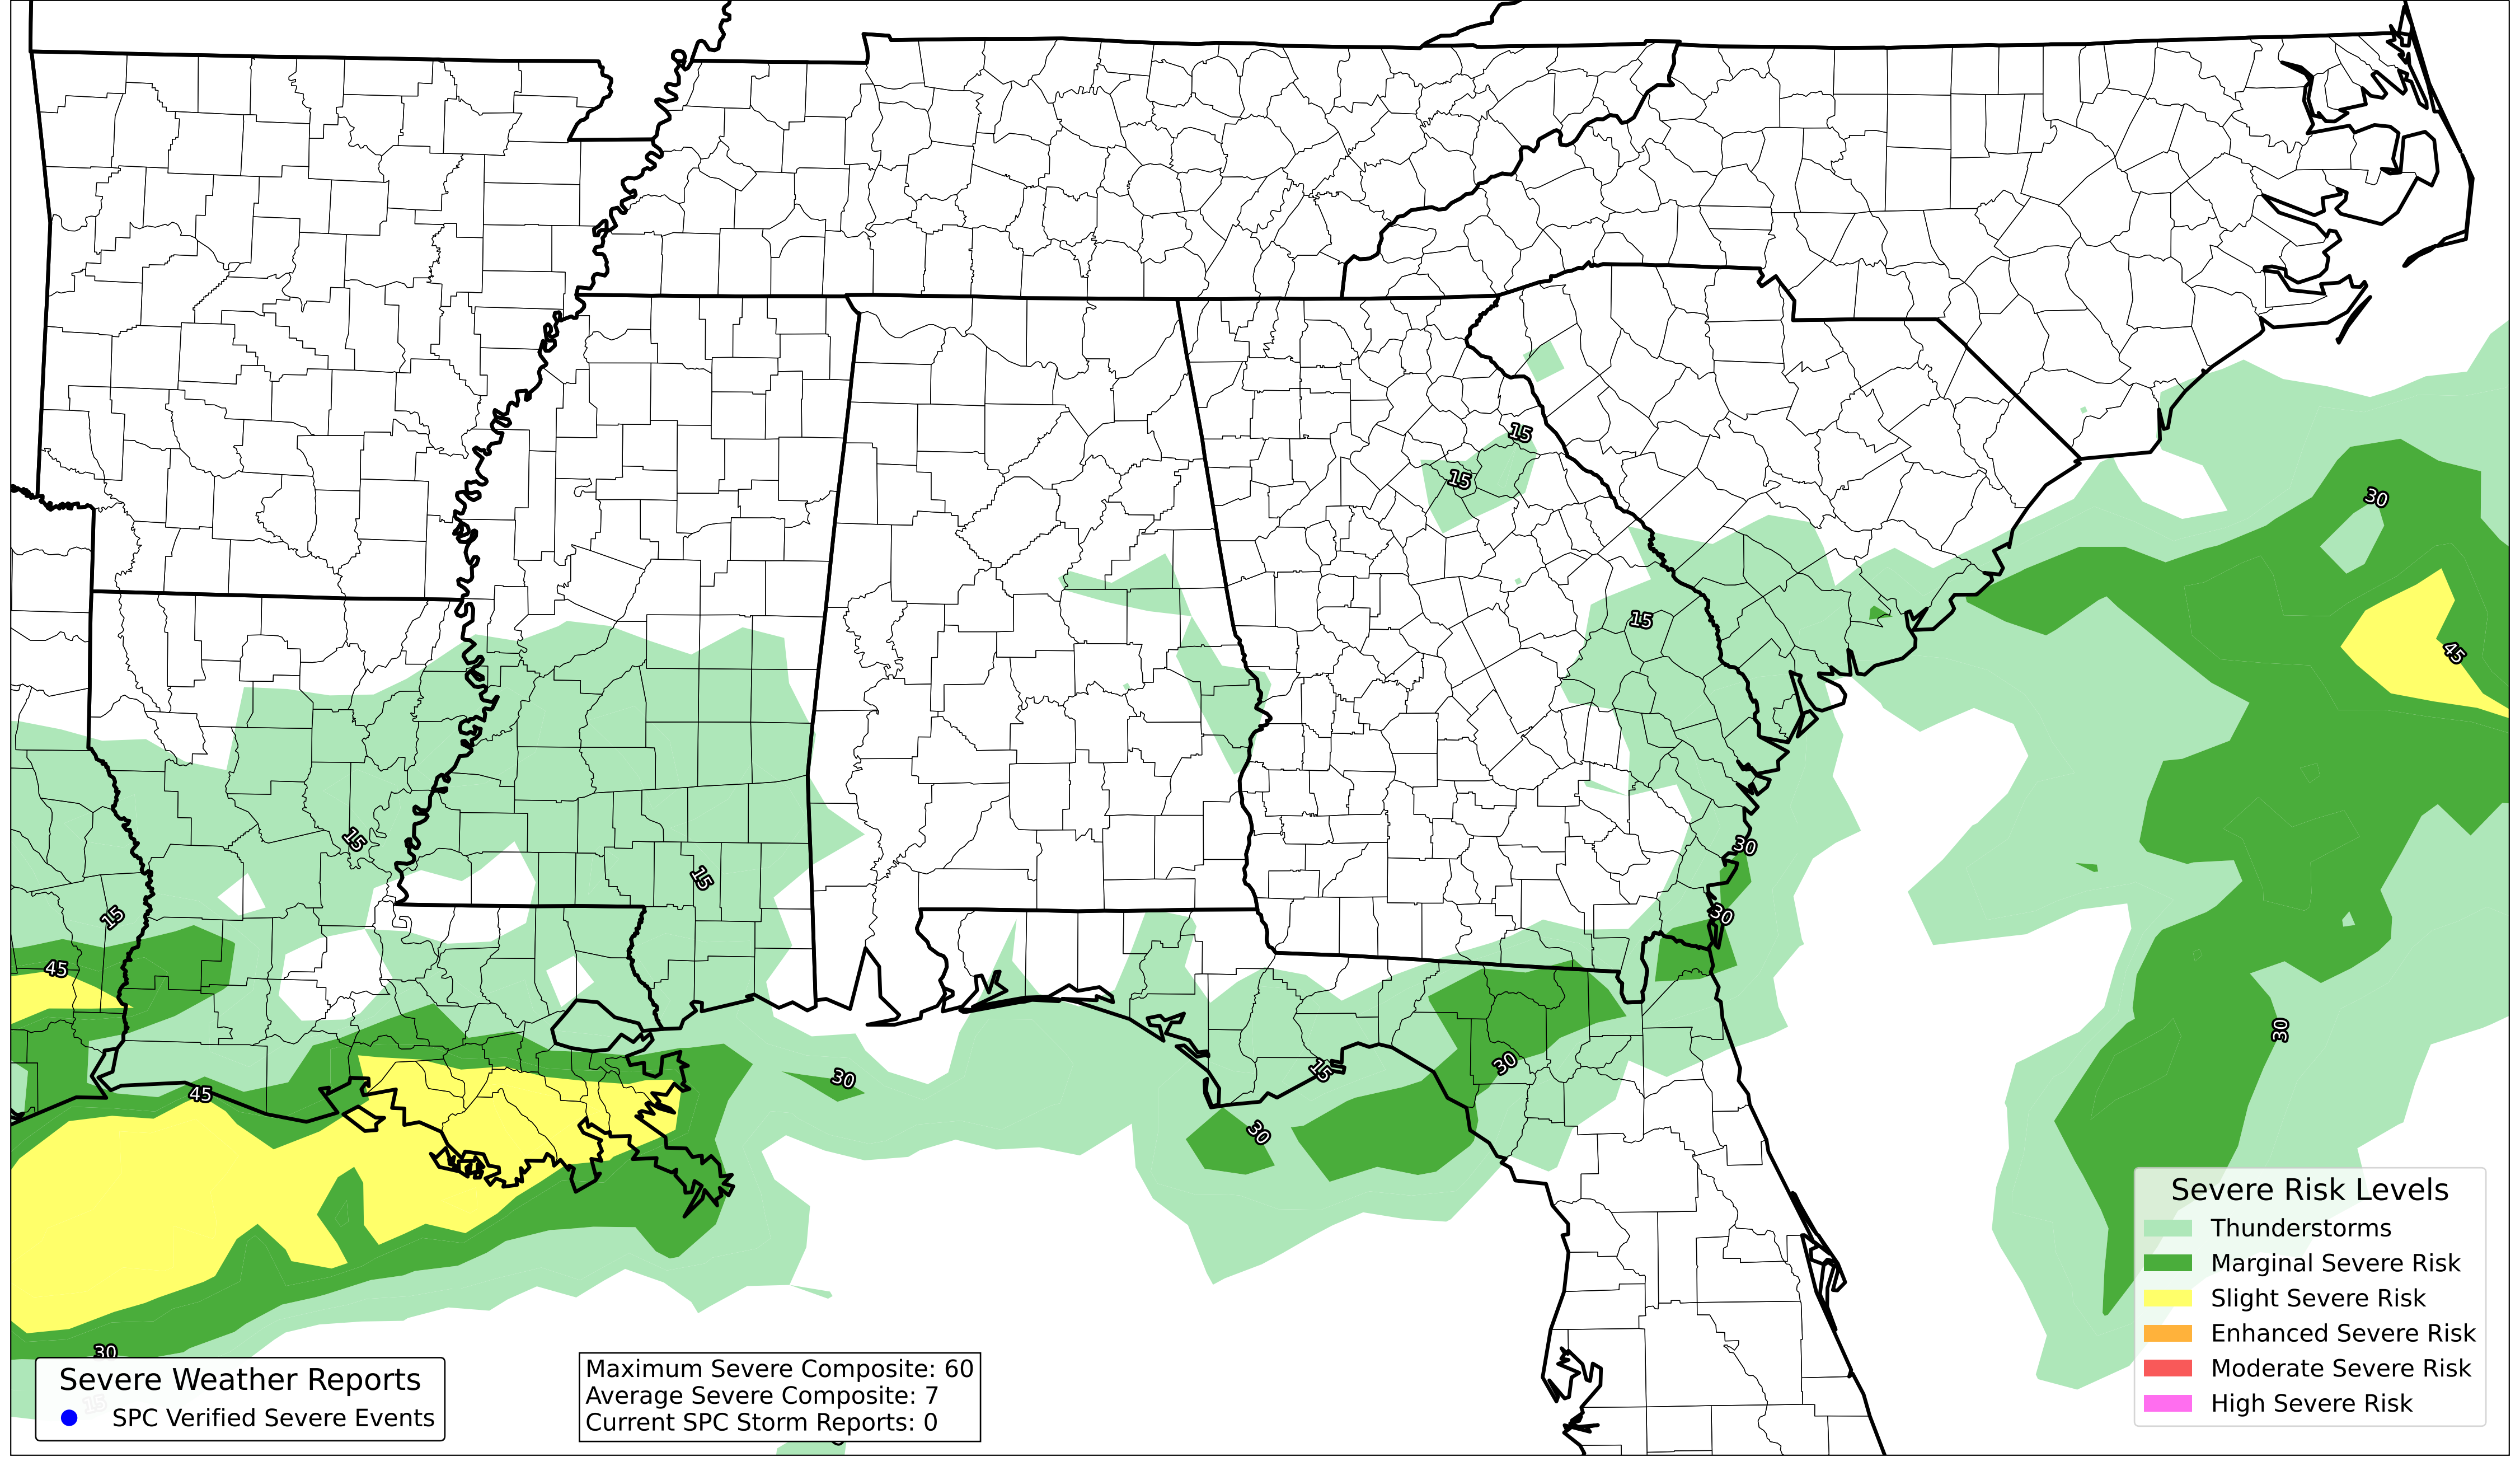 15
15
30
15
45
15
30
15
15
30
45
30
45
30
15
30
30
30
Severe Risk Levels
Thunderstorms
Marginal Severe Risk
Slight Severe Risk
Enhanced Severe Risk
Moderate Severe Risk
High Severe Risk
Severe Weather Reports
SPC Verified Severe Events
15
Maximum Severe Composite: 60
Average Severe Composite: 7
Current SPC Storm Reports: 0